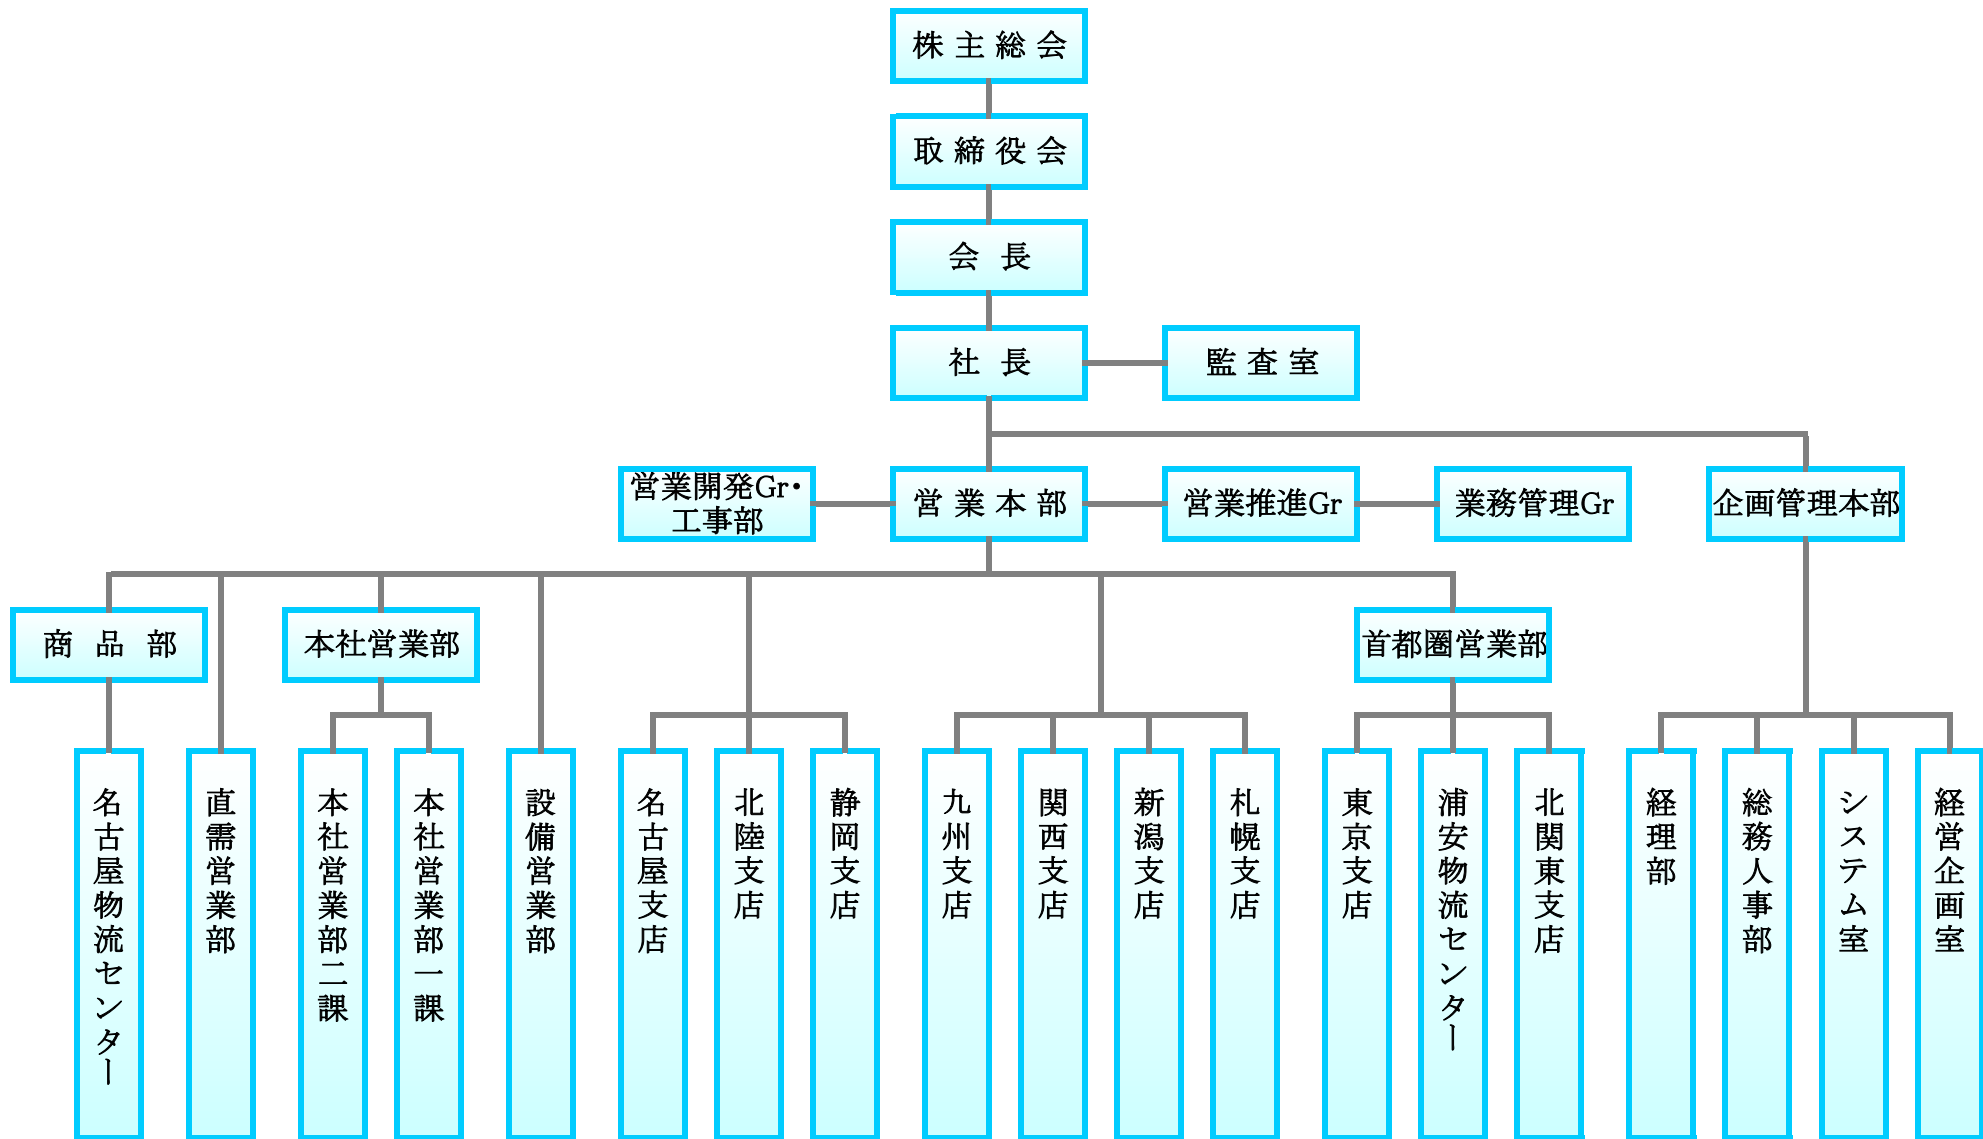 株主総会
取締役会
会長
社長
監査室
営業開発Gr・
工事部
営業本部
営業推進Gr
業務管理Gr
企画管理本部
商品部
本社営業部
首都圏営業部
名古屋物流センター
直需営業部
本社営業部二課
本社営業部一課
設備営業部
名古屋支店
北陸支店
静岡支店
九州支店
関西支店
新潟支店
札幌支店
東京支店
浦安物流センター
北関東支店
経理部
総務人事部
システム室
経営企画室